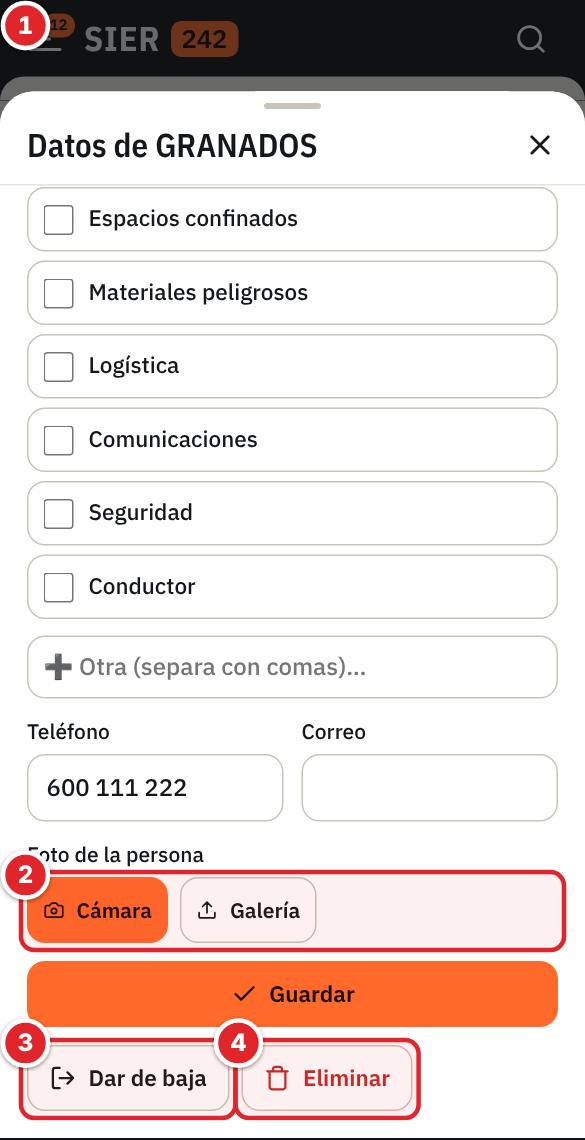 1
12
SIER 242
Datos de GRANADOS
Espacios confinados
Materiales peligrosos
Logística
Comunicaciones
Seguridad
Conductor
➕ Otra (separa con comas)...
Teléfono Correo
600 111 222
Foto de la persona
2
Cámara Galería
Guardar
3 4
Dar de baja Eliminar